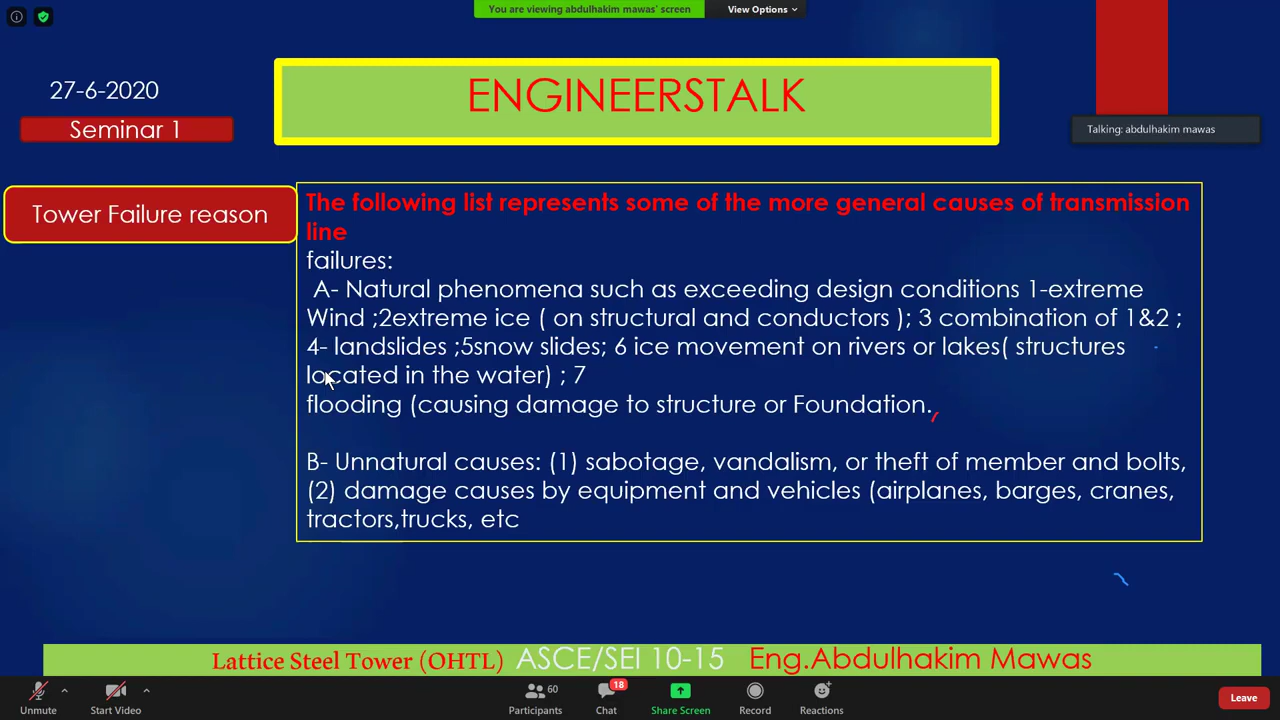 You are viewing abdulhakim mawas' screen
View Options
27-6-2020
ENGINEERSTALK
Seminar 1
Talking: abdulhakim mawas
Tower Failure reason
The following list represents some of the more general causes of transmission
line
failures:
A- Natural phenomena such as exceeding design conditions 1-extreme
Wind ;2extreme ice ( on structural and conductors ); 3 combination of 1&2 ;
4- landslides ;5snow slides; 6 ice movement on rivers or lakes( structures
located in the water) ; 7
flooding (causing damage to structure or Foundation.
B- Unnatural causes: (1) sabotage, vandalism, or theft of member and bolts,
(2) damage causes by equipment and vehicles (airplanes, barges, cranes,
tractors,trucks, etc
Lattice Steel Tower (OHTL) ASCE/SEI 10-15 Eng.Abdulhakim Mawas
60
18
Unmute
Start Video
Participants
Chat
Share Screen
Record
Reactions
Leave